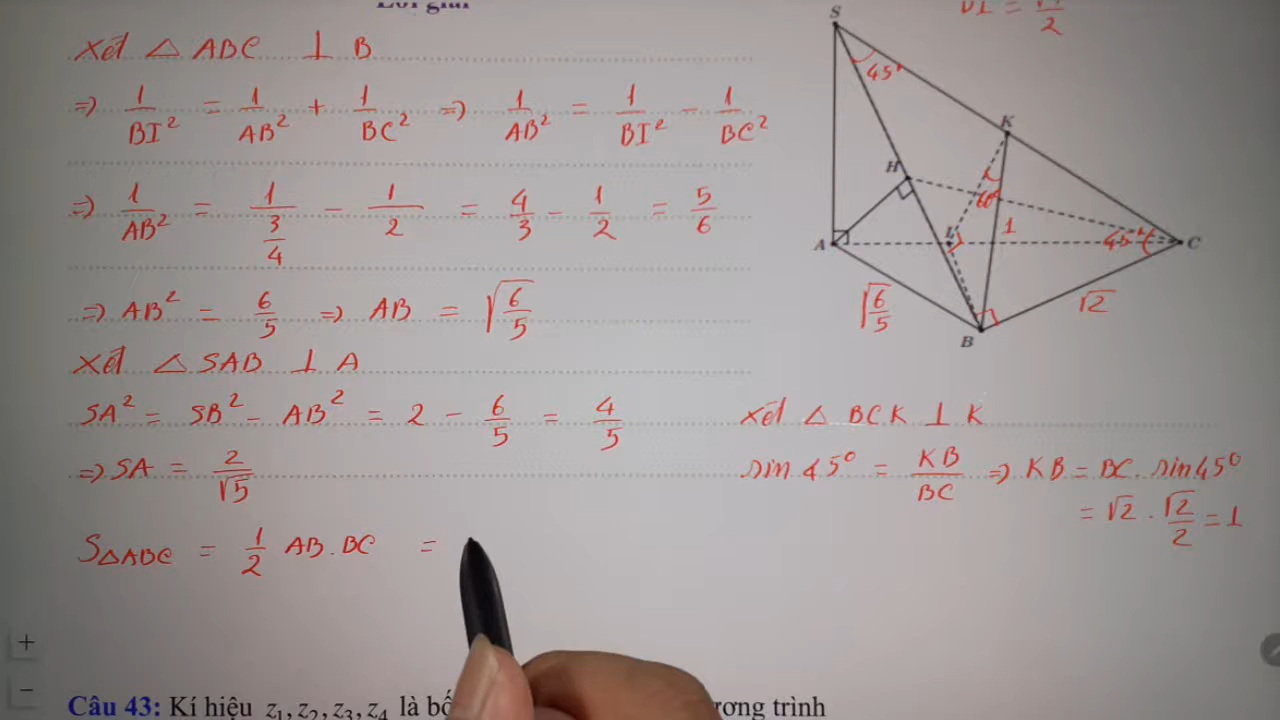 Lời giải
Xét △ ABC ⊥ B
=> 1/BI² = 1/AB² + 1/BC² => 1/AB² = 1/BI² - 1/BC²
=> 1/AB² = 1/(3/4) - 1/2 = 4/3 - 1/2 = 5/6
=> AB² = 6/5 => AB = √(6/5)
Xét △ SAB ⊥ A
SA² = SB² - AB² = 2 - 6/5 = 4/5
=> SA = 2/√5
S△ABC = 1/2 AB.BC =
S
45°
K
H
60°
A
I
1
45°
C
√(6/5)
√2
B
Xét △ BCK ⊥ K
sin 45° = KB/BC => KB = BC. sin45°
= √2 . √2/2 = 1
+
−
Câu 43: Kí hiệu z₁, z₂, z₃, z₄ là
ương trình